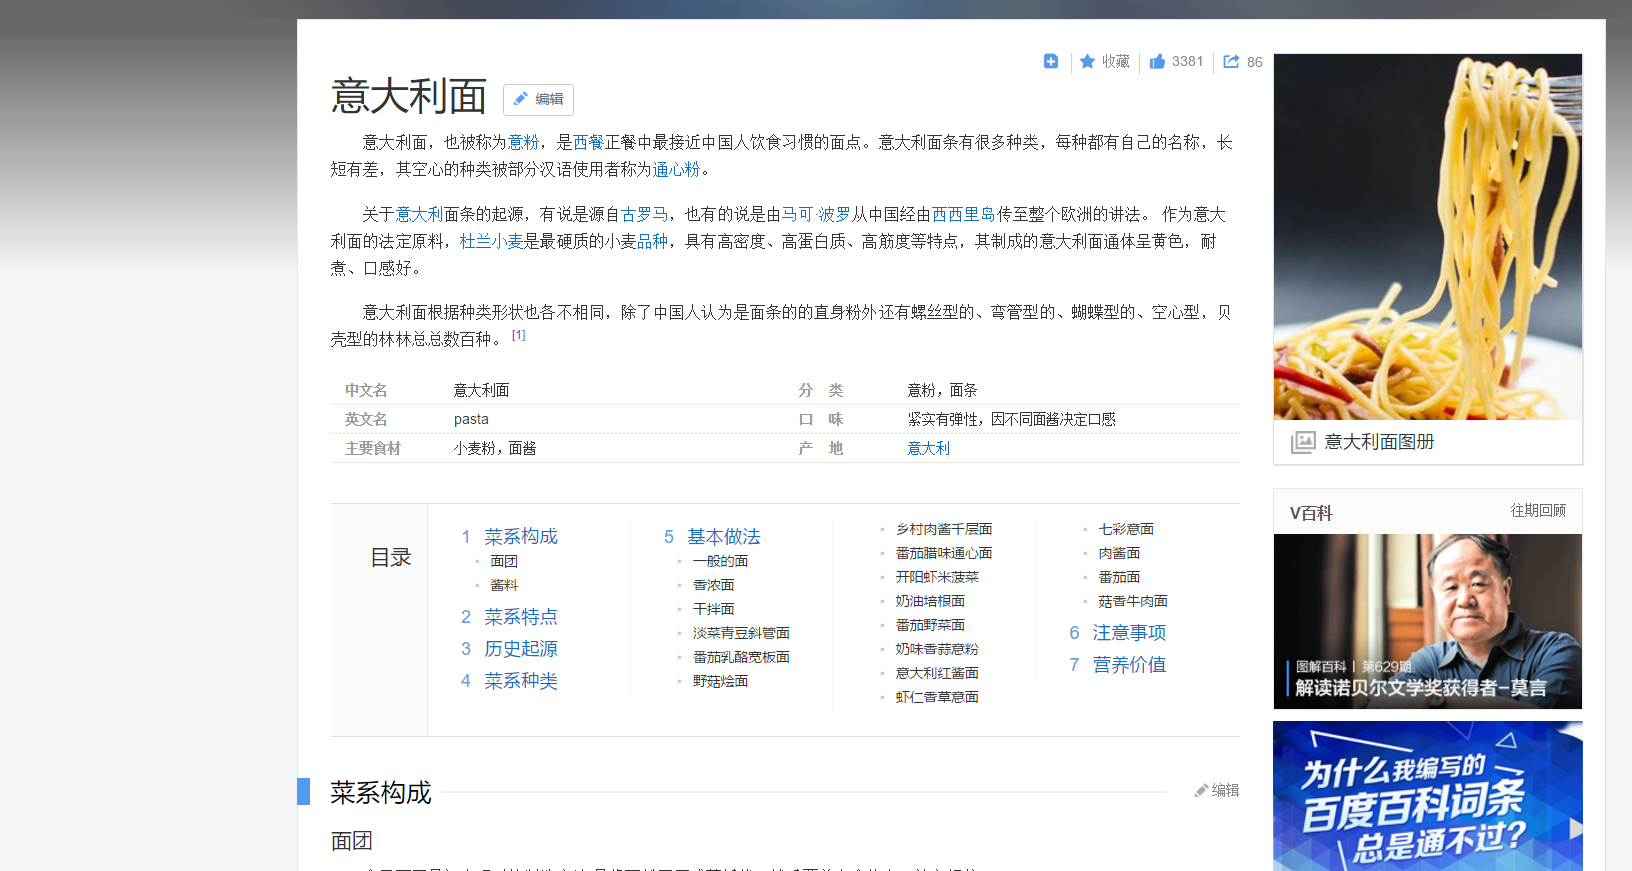 收藏 3381 86
意大利面 编辑
意大利面，也被称为意粉，是西餐正餐中最接近中国人饮食习惯的面点。意大利面条有很多种类，每种都有自己的名称，长
短有差，其空心的种类被部分汉语使用者称为通心粉。
关于意大利面条的起源，有说是源自古罗马，也有的说是由马可·波罗从中国经由西西里岛传至整个欧洲的讲法。 作为意大
利面的法定原料，杜兰小麦是最硬质的小麦品种，具有高密度、高蛋白质、高筋度等特点，其制成的意大利面通体呈黄色，耐
煮、口感好。
意大利面根据种类形状也各不相同，除了中国人认为是面条的的直身粉外还有螺丝型的、弯管型的、蝴蝶型的、空心型，贝
壳型的林林总总数百种。 [1]
中文名 意大利面 分 类 意粉，面条
英文名 pasta 口 味 紧实有弹性，因不同面酱决定口感
主要食材 小麦粉，面酱 产 地 意大利
目录
1 菜系构成
面团
酱料
2 菜系特点
3 历史起源
4 菜系种类
5 基本做法
一般的面
香浓面
干拌面
淡菜青豆斜管面
番茄乳酪宽板面
野菇烩面
乡村肉酱千层面
番茄腊味通心面
开阳虾米菠菜
奶油培根面
番茄野菜面
奶味香蒜意粉
意大利红酱面
虾仁香草意面
七彩意面
肉酱面
番茄面
菇香牛肉面
6 注意事项
7 营养价值
菜系构成 编辑
面团
意大利面图册
V百科 往期回顾
图解百科 | 第629期
解读诺贝尔文学奖获得者-莫言
为什么我编写的
百度百科词条
总是通不过?